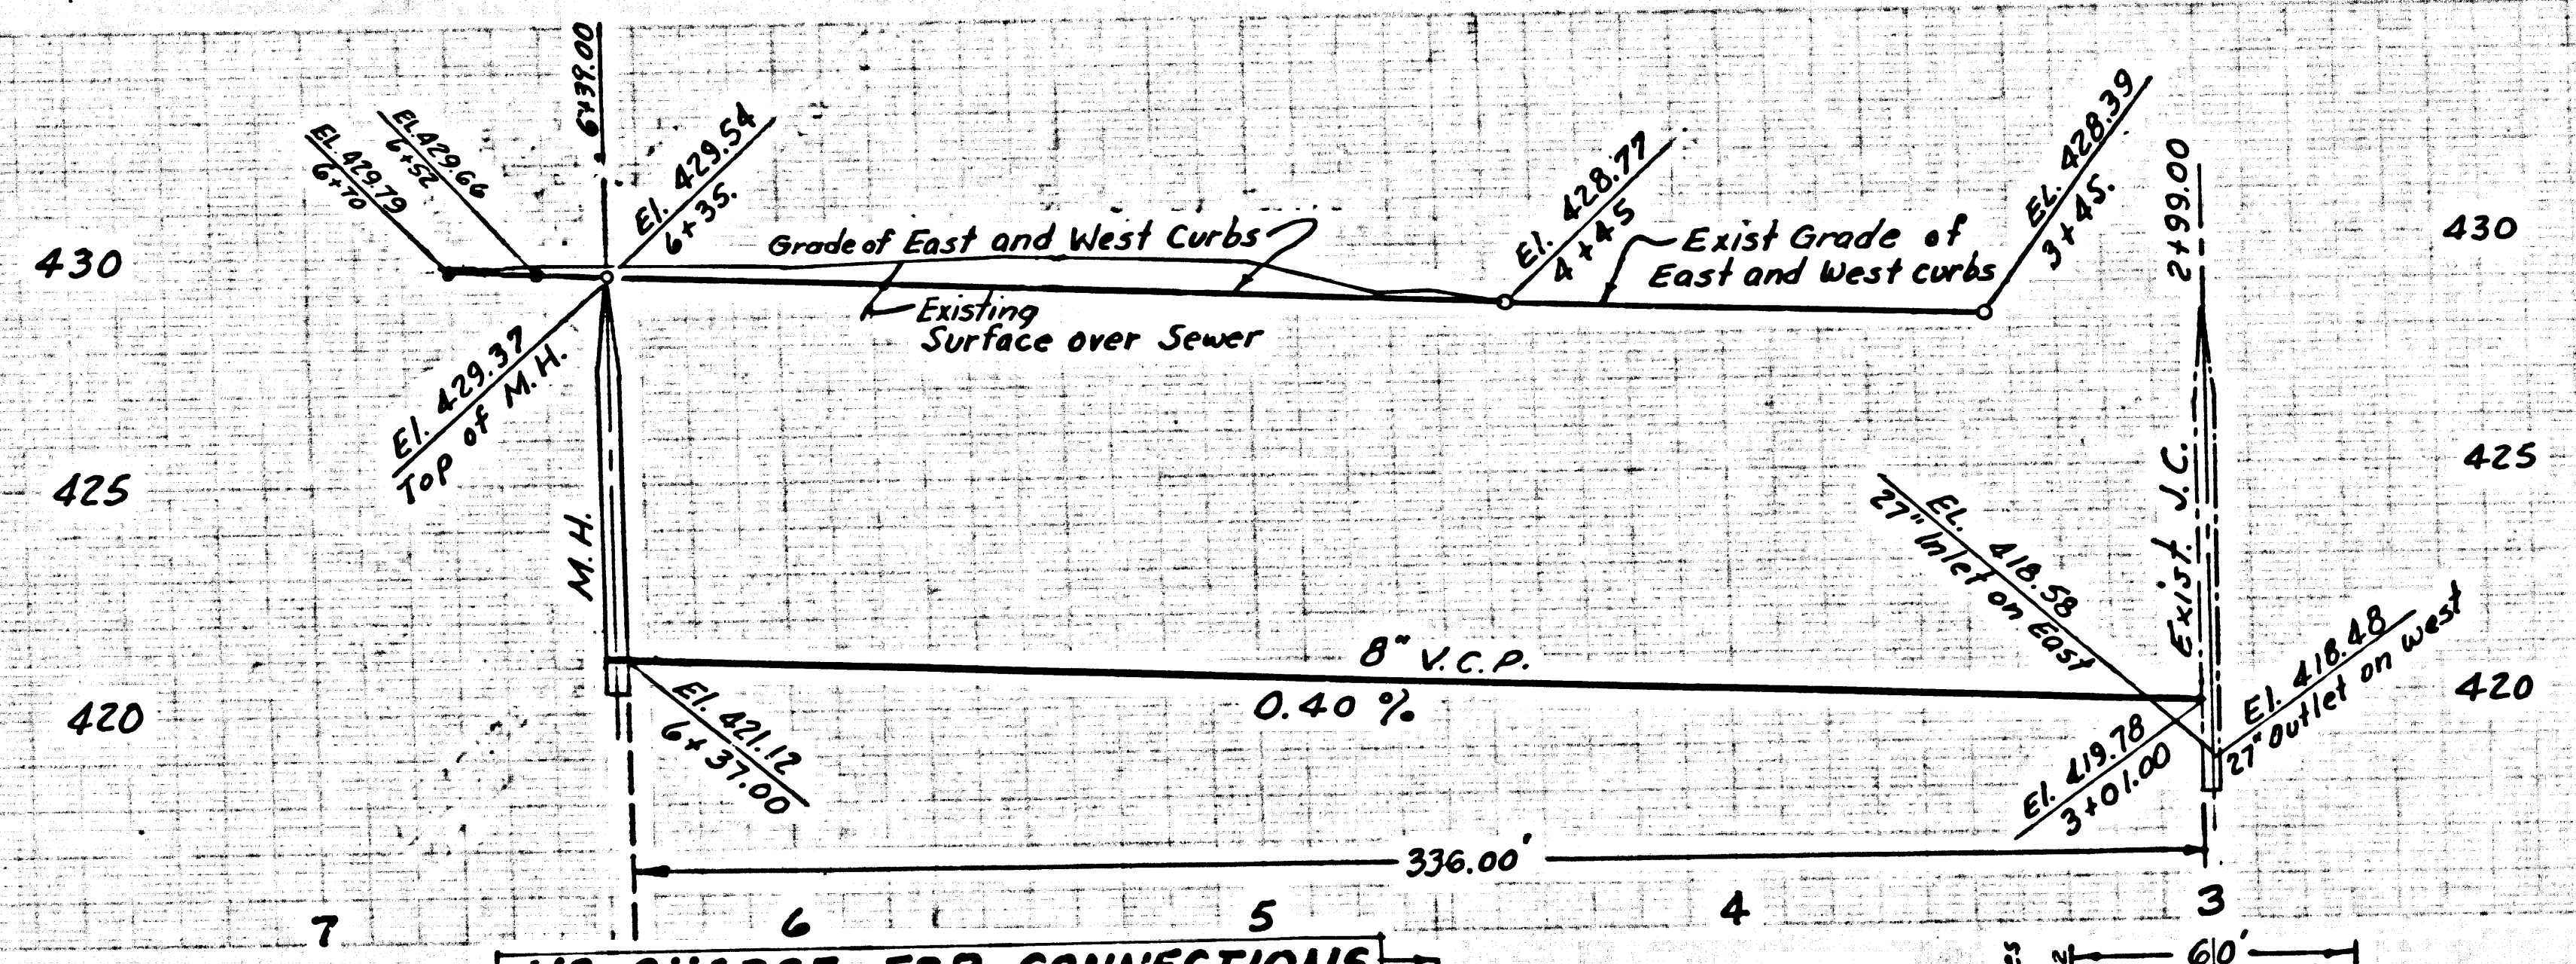 6+39.00
EL. 429.79
6+70
EL. 429.66
6+52
El. 429.54
6+35.
Grade of East and West Curbs
El. 428.77
4+45
Exist Grade of
East and West curbs
EL. 428.39
3+45.
2+99.00
430
430
Existing
Surface over Sewer
El. 429.37
Top of M.H.
425
425
M.H.
EL. 418.58
27" Inlet on East
Exist. J.C.
8" V.C.P.
0.40 %
420
420
El. 421.12
6+37.00
El. 419.78
3+01.00
El. 418.48
27" Outlet on West
336.00'
7
6
5
4
3
CONNECTIONS
60'